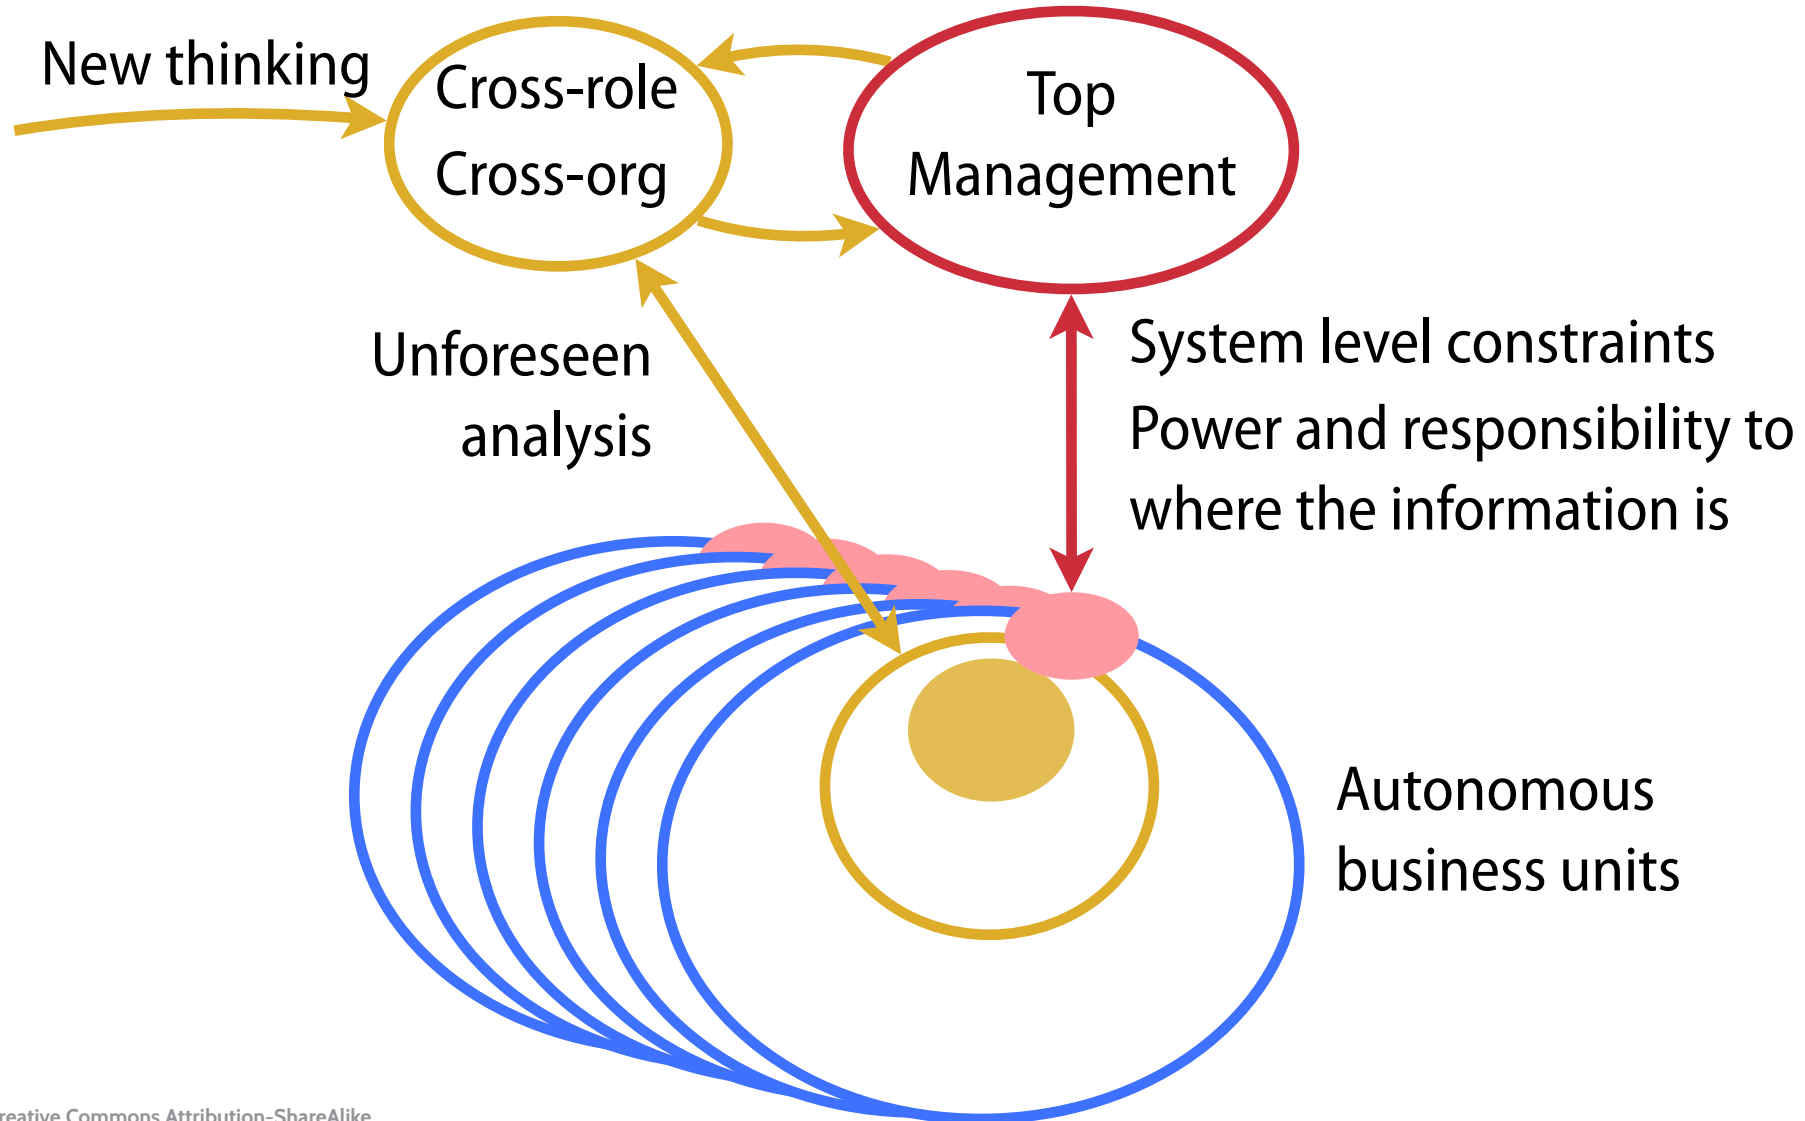 New thinking
Cross-role
Cross-org
Top
Management
Unforeseen
analysis
System level constraints
Power and responsibility to
where the information is
Autonomous
business units
reative Commons Attribution-ShareAlike